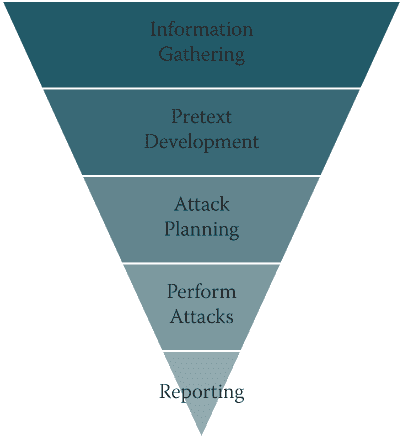 Information
Gathering
Pretext
Development
Attack
Planning
Perform
Attacks
Reporting